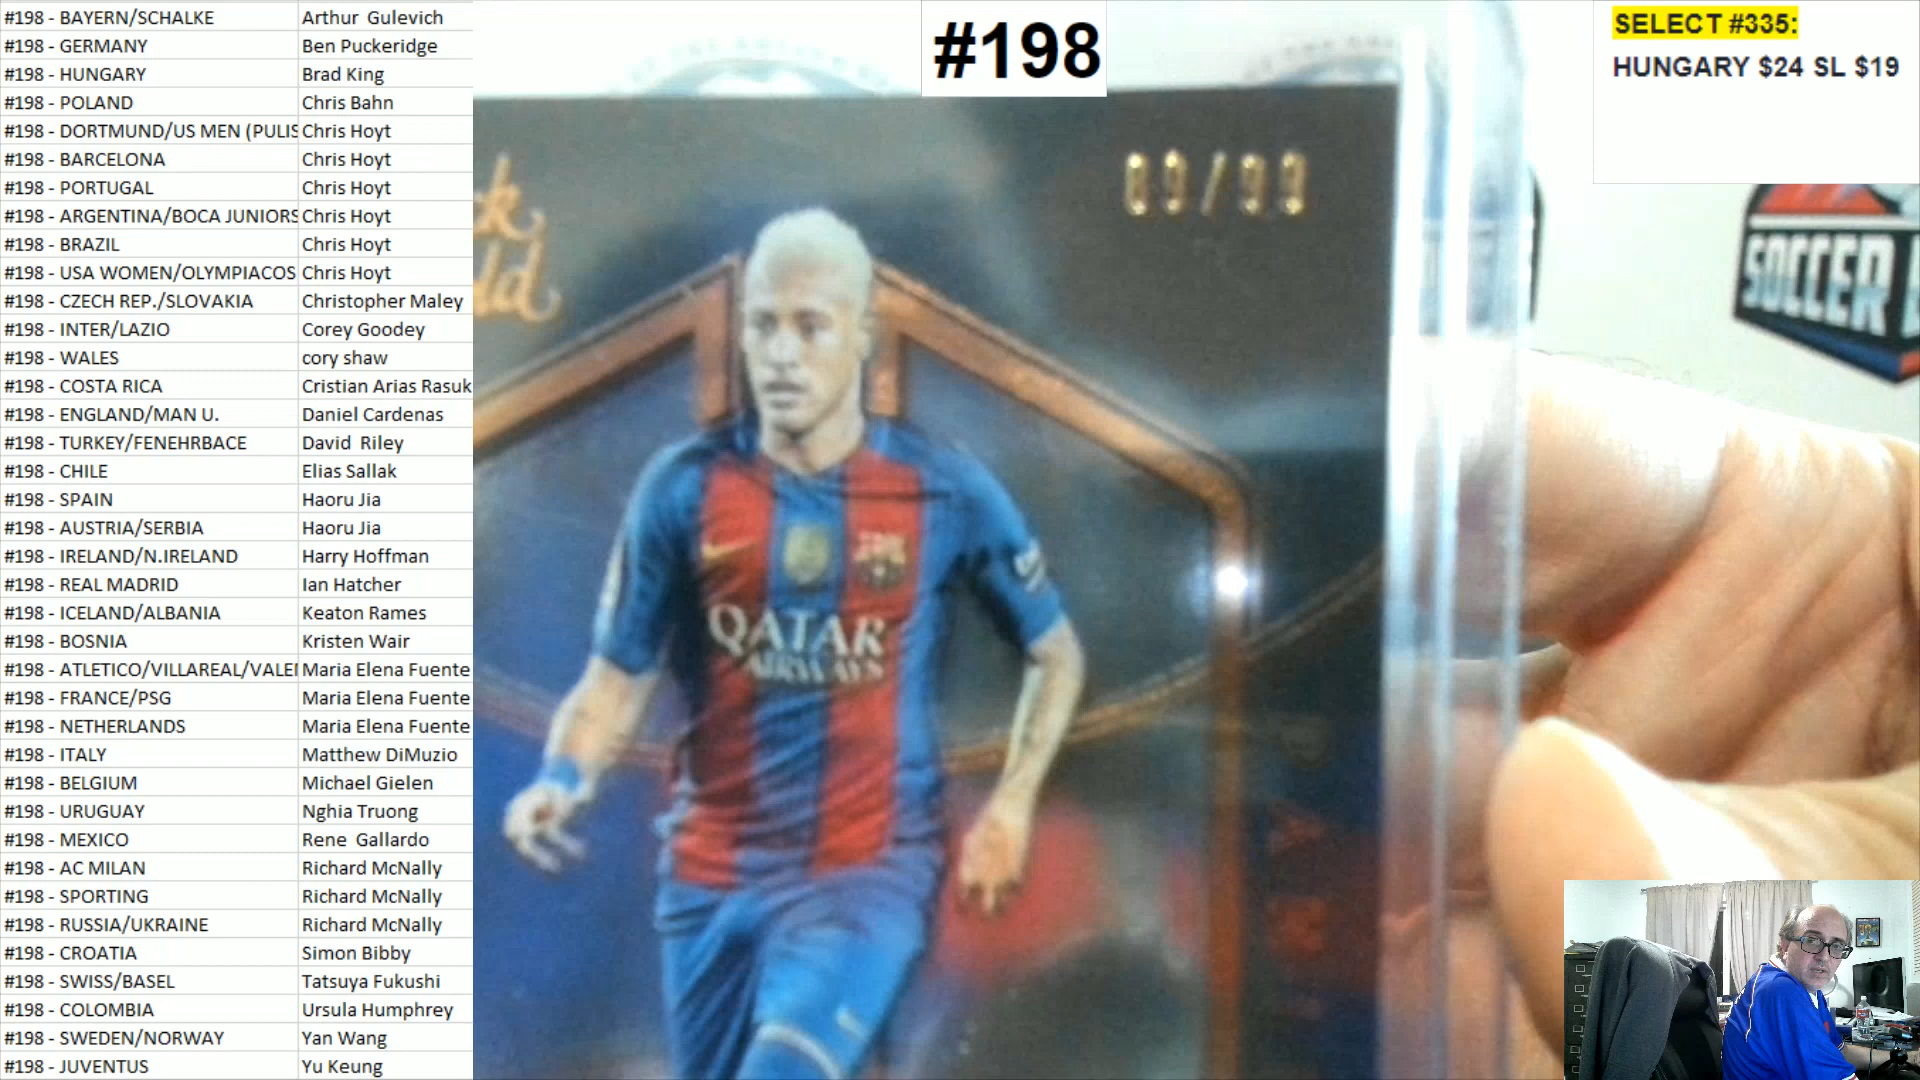 #198 - BAYERN/SCHALKE Arthur Gulevich
#198 - GERMANY Ben Puckeridge
#198 - HUNGARY Brad King
#198 - POLAND Chris Bahn
#198 - DORTMUND/US MEN (PULIS Chris Hoyt
#198 - BARCELONA Chris Hoyt
#198 - PORTUGAL Chris Hoyt
#198 - ARGENTINA/BOCA JUNIORS Chris Hoyt
#198 - BRAZIL Chris Hoyt
#198 - USA WOMEN/OLYMPIACOS Chris Hoyt
#198 - CZECH REP./SLOVAKIA Christopher Maley
#198 - INTER/LAZIO Corey Goodey
#198 - WALES cory shaw
#198 - COSTA RICA Cristian Arias Rasuk
#198 - ENGLAND/MAN U. Daniel Cardenas
#198 - TURKEY/FENEHRBACE David Riley
#198 - CHILE Elias Sallak
#198 - SPAIN Haoru Jia
#198 - AUSTRIA/SERBIA Haoru Jia
#198 - IRELAND/N.IRELAND Harry Hoffman
#198 - REAL MADRID Ian Hatcher
#198 - ICELAND/ALBANIA Keaton Rames
#198 - BOSNIA Kristen Wair
#198 - ATLETICO/VILLAREAL/VALE Maria Elena Fuente
#198 - FRANCE/PSG Maria Elena Fuente
#198 - NETHERLANDS Maria Elena Fuente
#198 - ITALY Matthew DiMuzio
#198 - BELGIUM Michael Gielen
#198 - URUGUAY Nghia Truong
#198 - MEXICO Rene Gallardo
#198 - AC MILAN Richard McNally
#198 - SPORTING Richard McNally
#198 - RUSSIA/UKRAINE Richard McNally
#198 - CROATIA Simon Bibby
#198 - SWISS/BASEL Tatsuya Fukushi
#198 - COLOMBIA Ursula Humphrey
#198 - SWEDEN/NORWAY Yan Wang
#198 - JUVENTUS Yu Keung
#198
QATAR
AIRWAYS
SELECT #335:
HUNGARY $24 SL $19
SOCCER